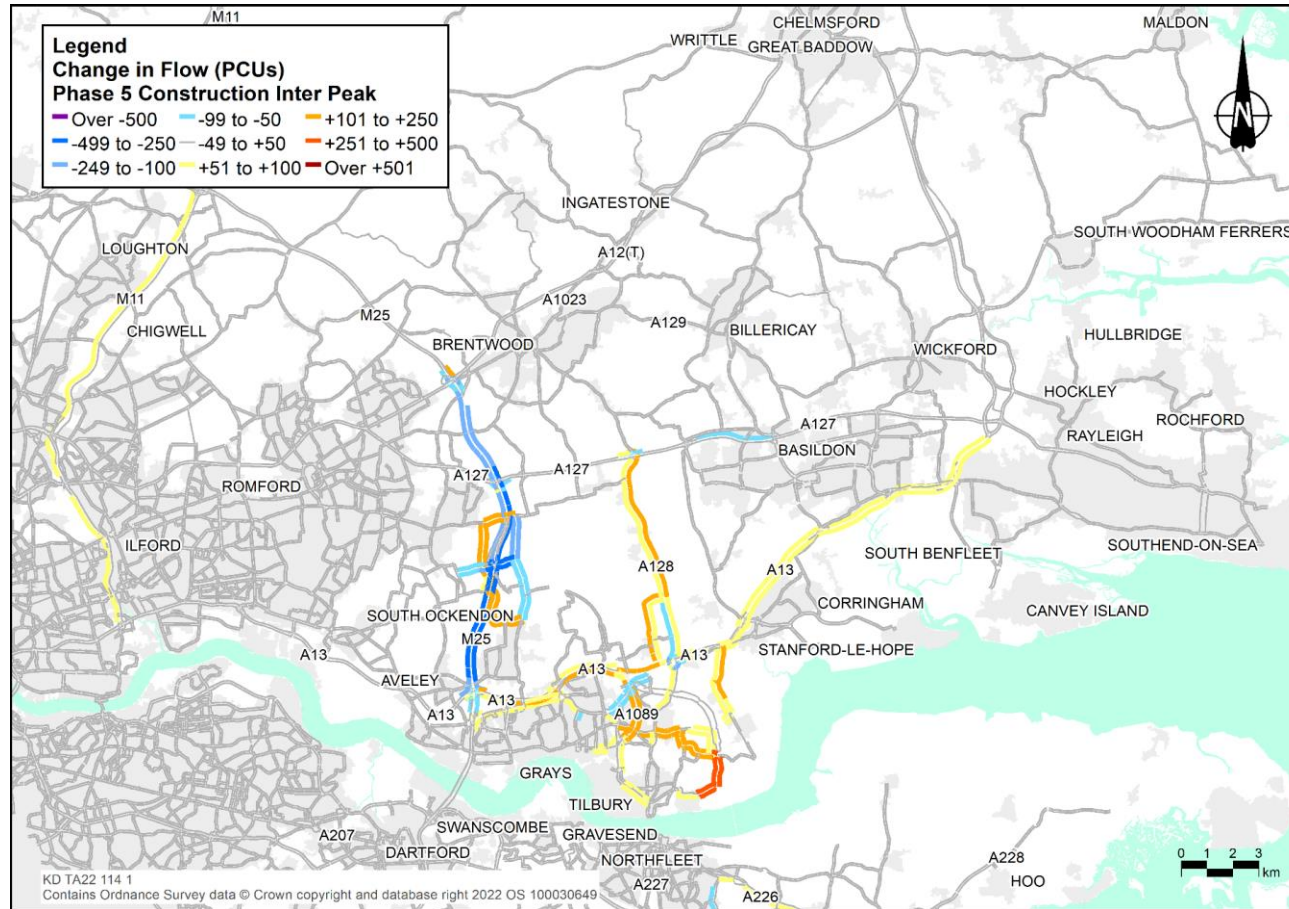 M11
CHELMSFORD
MALDON
WRITTLE
GREAT BADDOW
Legend
Change in Flow (PCUs)
Phase 5 Construction Inter Peak
Over -500 -99 to -50 +101 to +250
-499 to -250 -49 to +50 +251 to +500
-249 to -100 +51 to +100 Over +501
N
INGATESTONE
LOUGHTON
SOUTH WOODHAM FERRERS
A12(T)
M11
A1023
M25
CHIGWELL
A129
BILLERICAY
HULLBRIDGE
BRENTWOOD
WICKFORD
HOCKLEY
ROCHFORD
A127
RAYLEIGH
BASILDON
A127
A127
ROMFORD
ILFORD
SOUTH BENFLEET
SOUTHEND-ON-SEA
A128
A13
CORRINGHAM
CANVEY ISLAND
SOUTH OCKENDON
M25
STANFORD-LE-HOPE
A13
A13
A13
AVELEY
A13
A13
A1089
GRAYS
TILBURY
SWANSCOMBE
A207
GRAVESEND
DARTFORD
NORTHFLEET
A228
HOO
A227
A226
0 1 2 3
km
KD TA22 114 1
Contains Ordnance Survey data © Crown copyright and database right 2022 OS 100030649